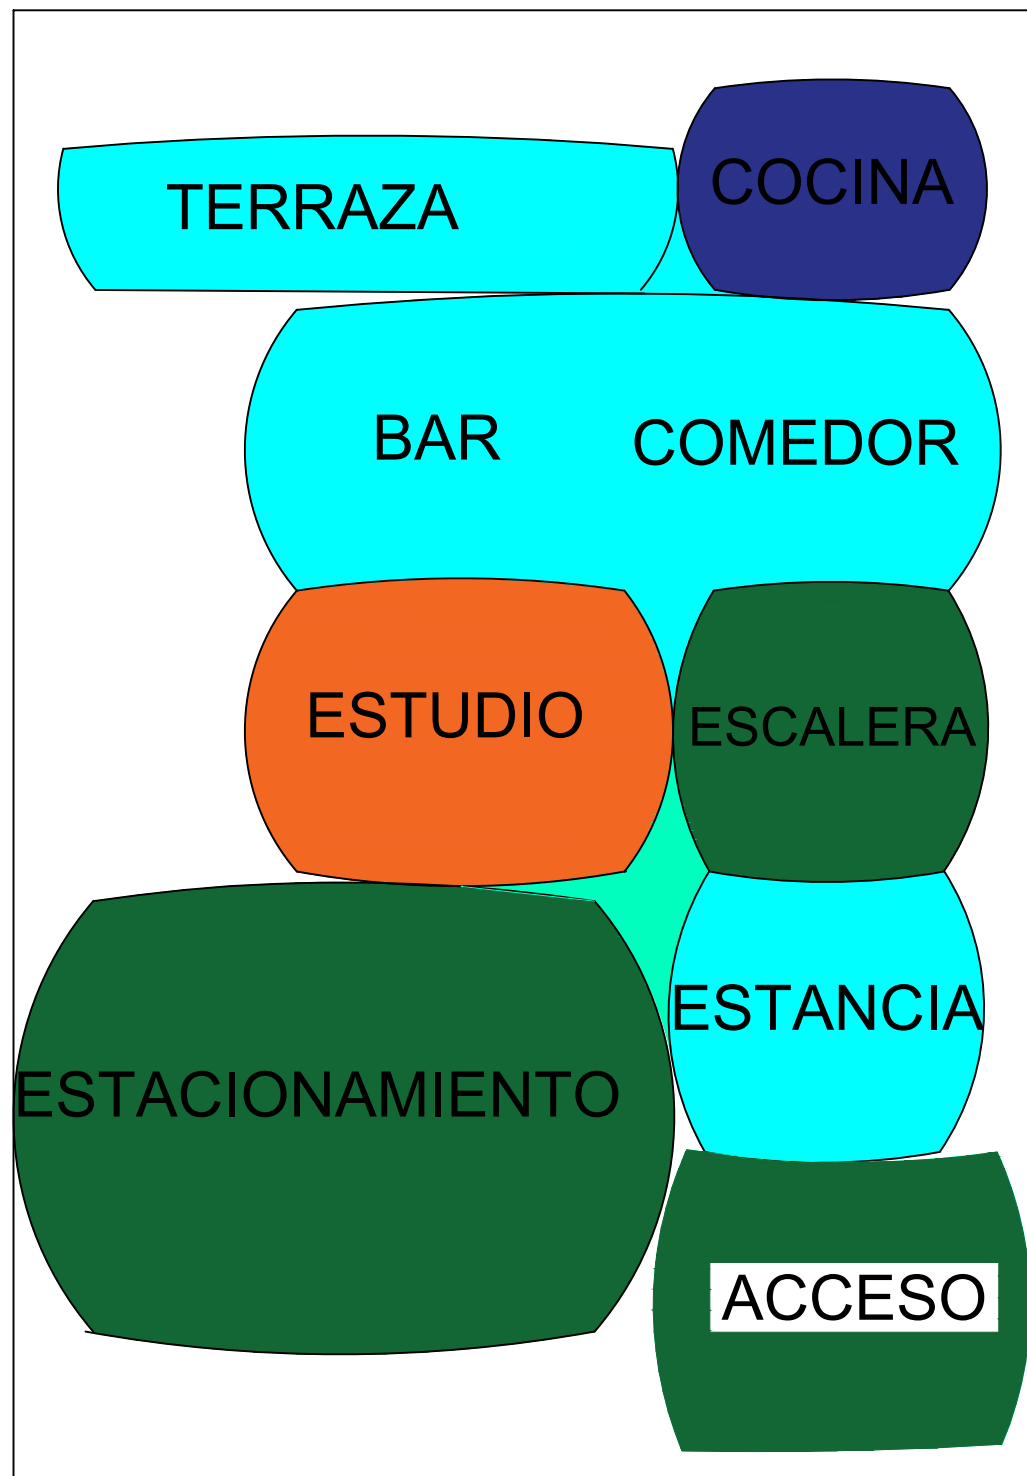 COCINA
TERRAZA
BAR
COMEDOR
ESTUDIO
ESCALERA
ESTANCIA
ESTACIONAMIENTO
ACCESO